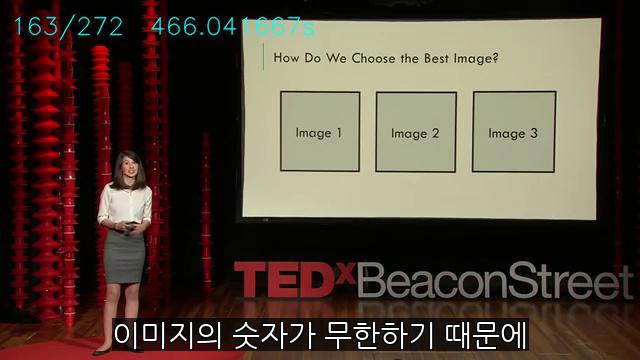 163/272 466.041667s
How Do We Choose the Best Image?
Image 1 Image 2 Image 3
TEDxBeaconStreet
이미지의 숫자가 무한하기 때문에